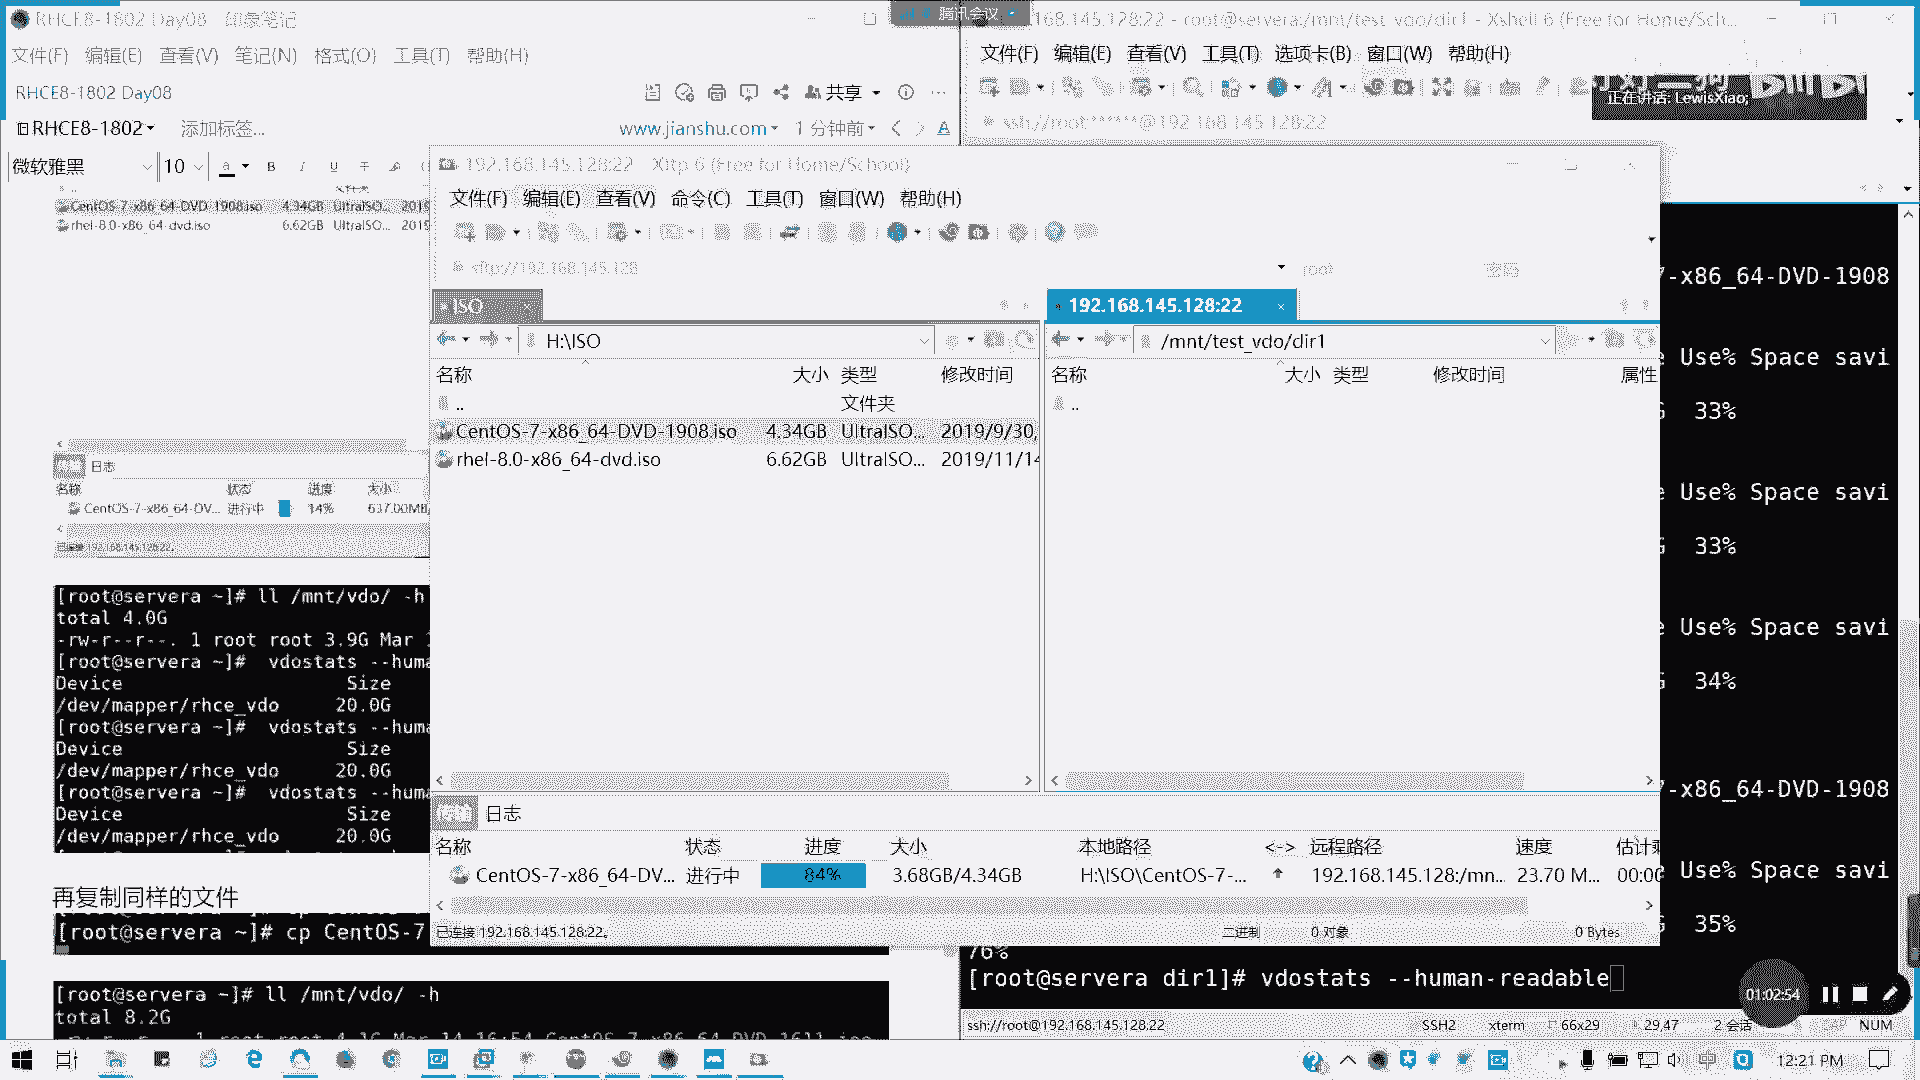 RHCE8-1802 Day08 - 印象笔记
文件(F) 编辑(E) 查看(V) 笔记(N) 格式(O) 工具(T) 帮助(H)
RHCE8-1802 Day08
共享
RHCE8-1802
添加标签...
www.jianshu.com
1 分钟前
微软雅黑
10
CentOS-7-x86_64-DVD-1908.iso 4.34GB UltraISO... 2019
rhel-8.0-x86_64-dvd.iso 6.62GB UltraISO... 2019
传输 日志
名称 状态 进度 大小
CentOS-7-x86_64-DV... 进行中 14% 637.00MB/
已连接 192.168.145.128:22。
[root@servera ~]# ll /mnt/vdo/ -h
total 4.0G
-rw-r--r--. 1 root root 3.9G Mar
[root@servera ~]# vdostats --huma
Device Size
/dev/mapper/rhce_vdo 20.0G
[root@servera ~]# vdostats --huma
Device Size
/dev/mapper/rhce_vdo 20.0G
[root@servera ~]# vdostats --huma
Device Size
/dev/mapper/rhce_vdo 20.0G
再复制同样的文件
[root@servera ~]# cp CentOS-7
[root@servera ~]# ll /mnt/vdo/ -h
total 8.2G
腾讯会议
168.145.128:22 - root@servera:/mnt/test_vdo/dir1 - Xshell 6 (Free for Home/Sch...
文件(F) 编辑(E) 查看(V) 工具(T) 选项卡(B) 窗口(W) 帮助(H)
正在讲话: LewisXiao;
ssh://root:******@192.168.145.128:22
192.168.145.128:22 - Xftp 6 (Free for Home/School)
文件(F) 编辑(E) 查看(V) 命令(C) 工具(T) 窗口(W) 帮助(H)
sftp://192.168.145.128
root
密码
ISO
192.168.145.128:22
H:\ISO
/mnt/test_vdo/dir1
名称 大小 类型 修改时间
名称 大小 类型 修改时间 属性
.. 文件夹
..
CentOS-7-x86_64-DVD-1908.iso 4.34GB UltraISO... 2019/9/30,
rhel-8.0-x86_64-dvd.iso 6.62GB UltraISO... 2019/11/14
传输 日志
名称 状态 进度 大小 本地路径 <-> 远程路径 速度 估计剩
CentOS-7-x86_64-DV... 进行中 84% 3.68GB/4.34GB H:\ISO\CentOS-7-... 192.168.145.128:/mn... 23.70 M... 00:00
已连接 192.168.145.128:22。 二进制 0 对象 0 Bytes
7-x86_64-DVD-1908
e Use% Space savi
G 33%
e Use% Space savi
G 33%
e Use% Space savi
G 34%
7-x86_64-DVD-1908
e Use% Space savi
G 35%
76%
[root@servera dir1]# vdostats --human-readable
01:02:54
ssh://root@192.168.145.128:22 SSH2 xterm 66x29 29,47 2 会话 CAP NUM
12:21 PM